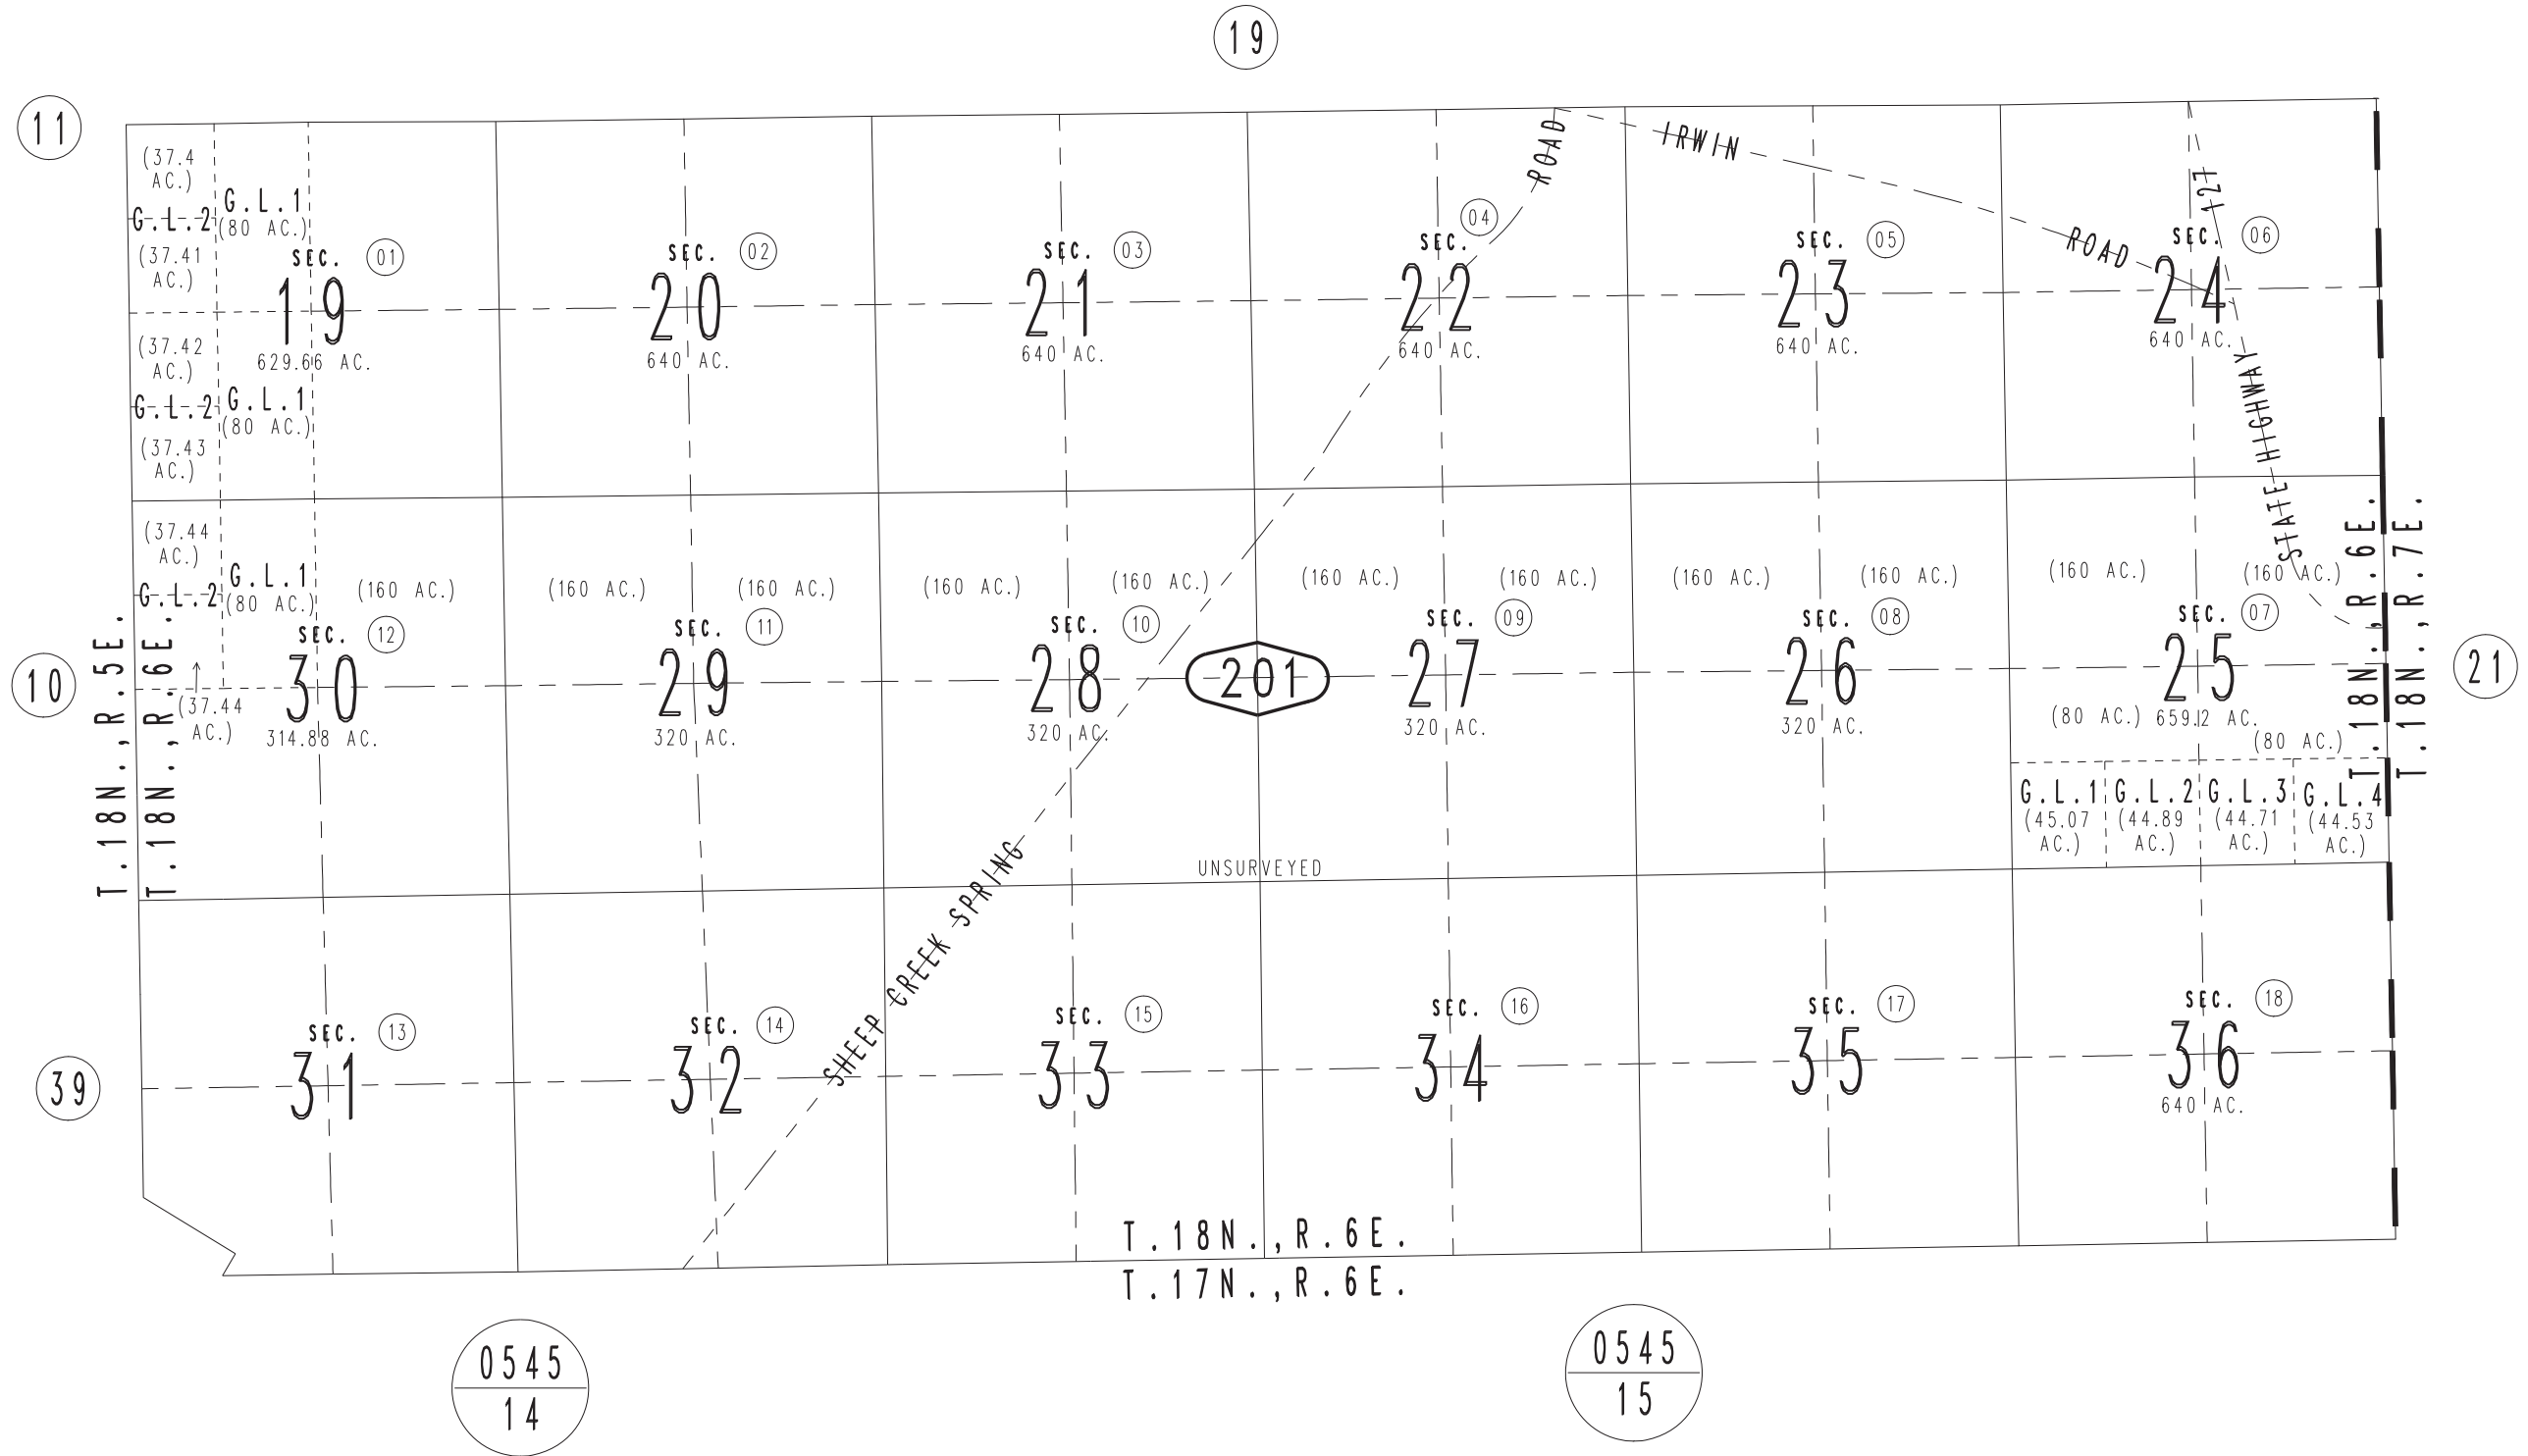 19
11
(37.4
AC.)
G.L.2
G.L.1
(80 AC.)
(37.41
AC.)
SEC. 01
19
629.66 AC.
(37.42
AC.)
G.L.2
G.L.1
(80 AC.)
(37.43
AC.)
SEC. 02
20
640 AC.
SEC. 03
21
640 AC.
SEC. 04
22
640 AC.
ROAD
IRWIN
ROAD
SEC. 05
23
640 AC.
SEC. 06
24
640 AC.
STATE HIGHWAY 127
10
T.18N.,R.5E.
T.18N.,R.6E.
(37.44
AC.)
G.L.2
G.L.1
(80 AC.)
(160 AC.)
SEC. 12
30
314.88 AC.
(37.44
AC.)
(160 AC.)
(160 AC.)
SEC. 11
29
320 AC.
(160 AC.)
(160 AC.)
SEC. 10
28
320 AC.
201
(160 AC.)
(160 AC.)
SEC. 09
27
320 AC.
(160 AC.)
(160 AC.)
SEC. 08
26
320 AC.
(160 AC.)
(160 AC.)
SEC. 07
25
(80 AC.) 659.12 AC.
(80 AC.)
G.L.1 G.L.2 G.L.3 G.L.4
(45.07 (44.89 (44.71 (44.53
AC.) AC.) AC.) AC.)
T.18N.,R.6E.
T.18N.,R.7E.
21
UNSURVEYED
SHEEP CREEK SPRING
39
SEC. 13
31
SEC. 14
32
SEC. 15
33
SEC. 16
34
SEC. 17
35
SEC. 18
36
640 AC.
T.18N.,R.6E.
T.17N.,R.6E.
0545
14
0545
15